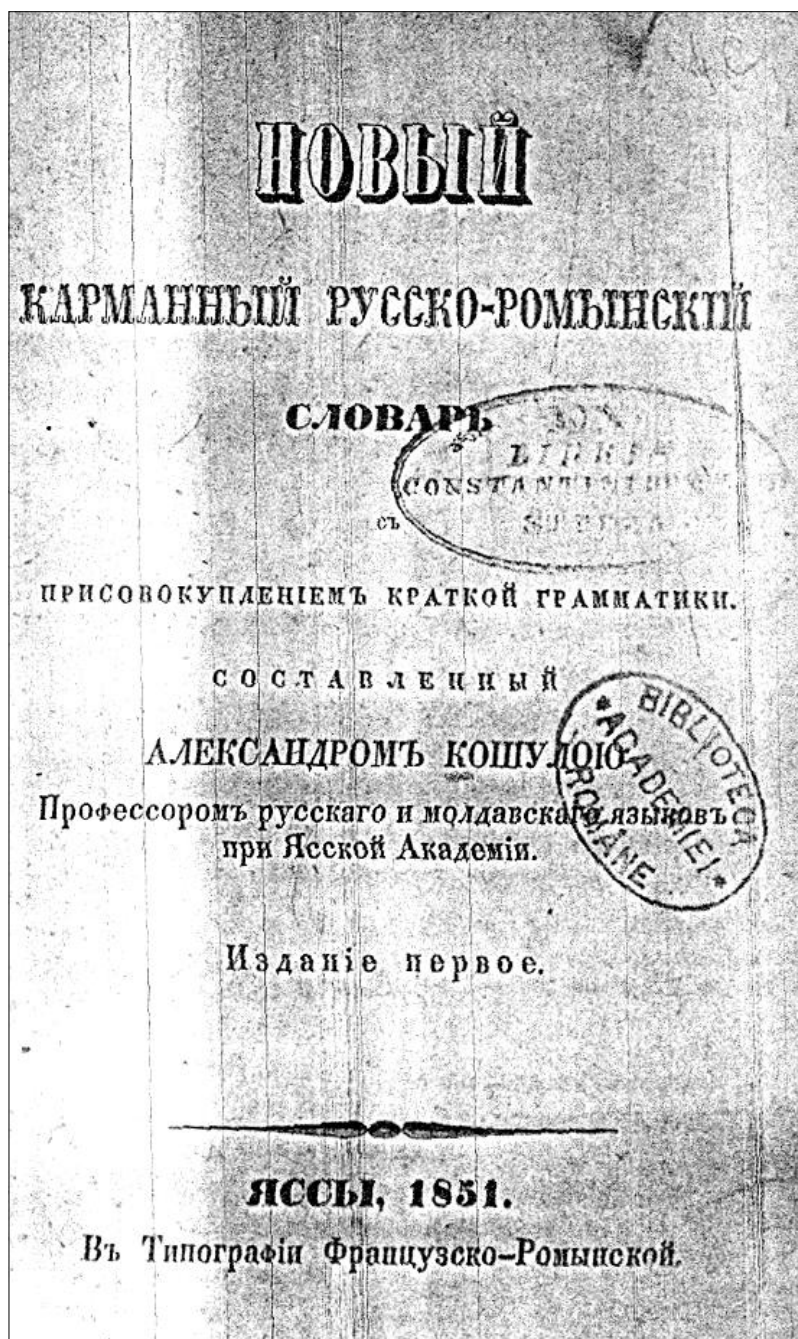 НОВЫЙ
КАРМАННЫЙ РУССКО-РОМЫНСКІЙ
СЛОВАРЬ
съ
ПРИСОВОКУПЛЕНІЕМЪ КРАТКОЙ ГРАММАТИКИ.
СОСТАВЛЕННЫЙ
АЛЕКСАНДРОМЪ КОШУЛОЮ
Профессоромъ русскаго и молдавскаго языковъ
при Ясской Академіи.
BIBLIOTECA
*ACADEMIEI*
ROMÂNE
Изданіе первое.
ЯССЫ, 1851.
Въ Типографіи Французско-Ромынской.